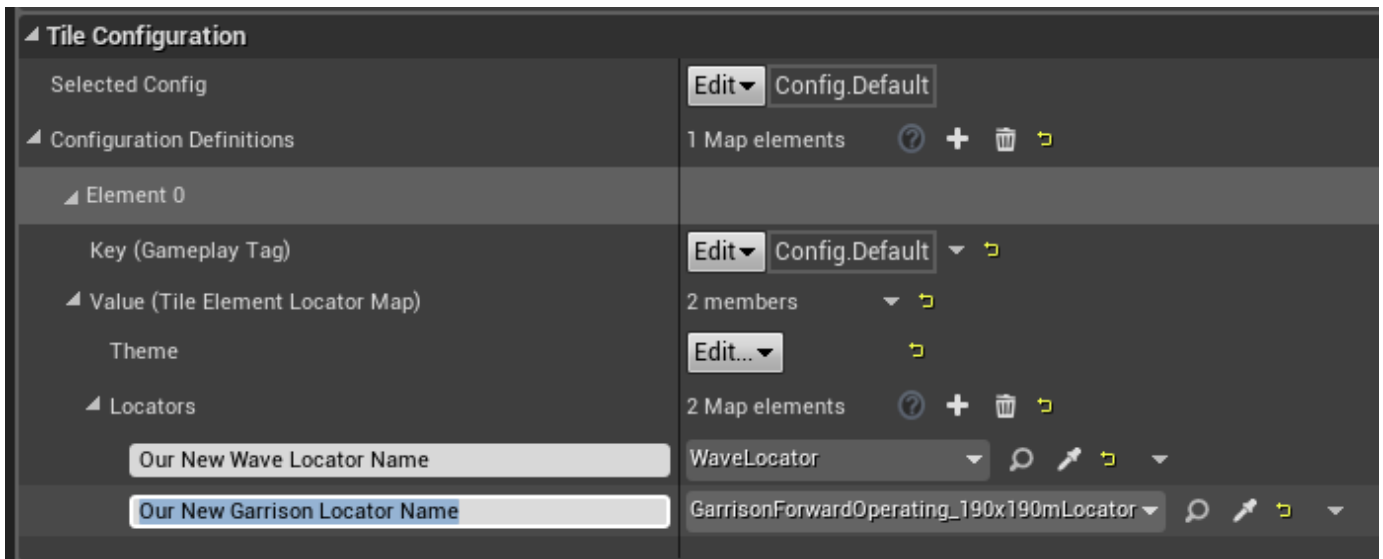 Tile Configuration
Selected Config Edit Config.Default
Configuration Definitions 1 Map elements
Element 0
Key (Gameplay Tag) Edit Config.Default
Value (Tile Element Locator Map) 2 members
Theme Edit...
Locators 2 Map elements
Our New Wave Locator Name WaveLocator
Our New Garrison Locator Name GarrisonForwardOperating_190x190mLocator